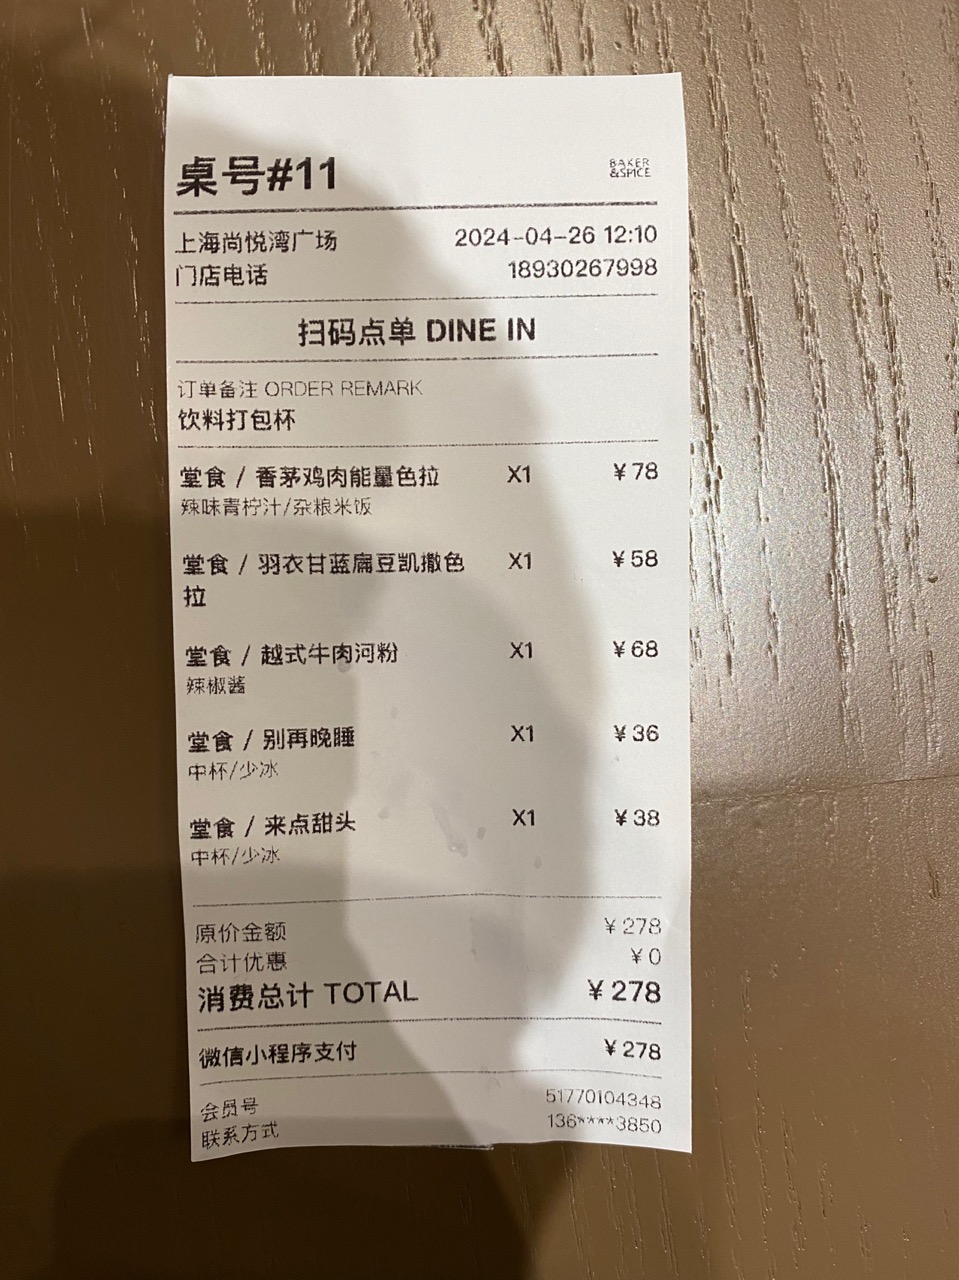 桌号#11
BAKER
&SPICE
上海尚悦湾广场 2024-04-26 12:10
门店电话 18930267998
扫码点单 DINE IN
订单备注 ORDER REMARK
饮料打包杯
堂食 / 香茅鸡肉能量色拉 X1 ¥78
辣味青柠汁/杂粮米饭
堂食 / 羽衣甘蓝扁豆凯撒色 X1 ¥58
拉
堂食 / 越式牛肉河粉 X1 ¥68
辣椒酱
堂食 / 别再晚睡 X1 ¥36
中杯/少冰
堂食 / 来点甜头 X1 ¥38
中杯/少冰
原价金额 ¥278
合计优惠 ¥0
消费总计 TOTAL ¥278
微信小程序支付 ¥278
会员号 51770104348
联系方式 136****3850